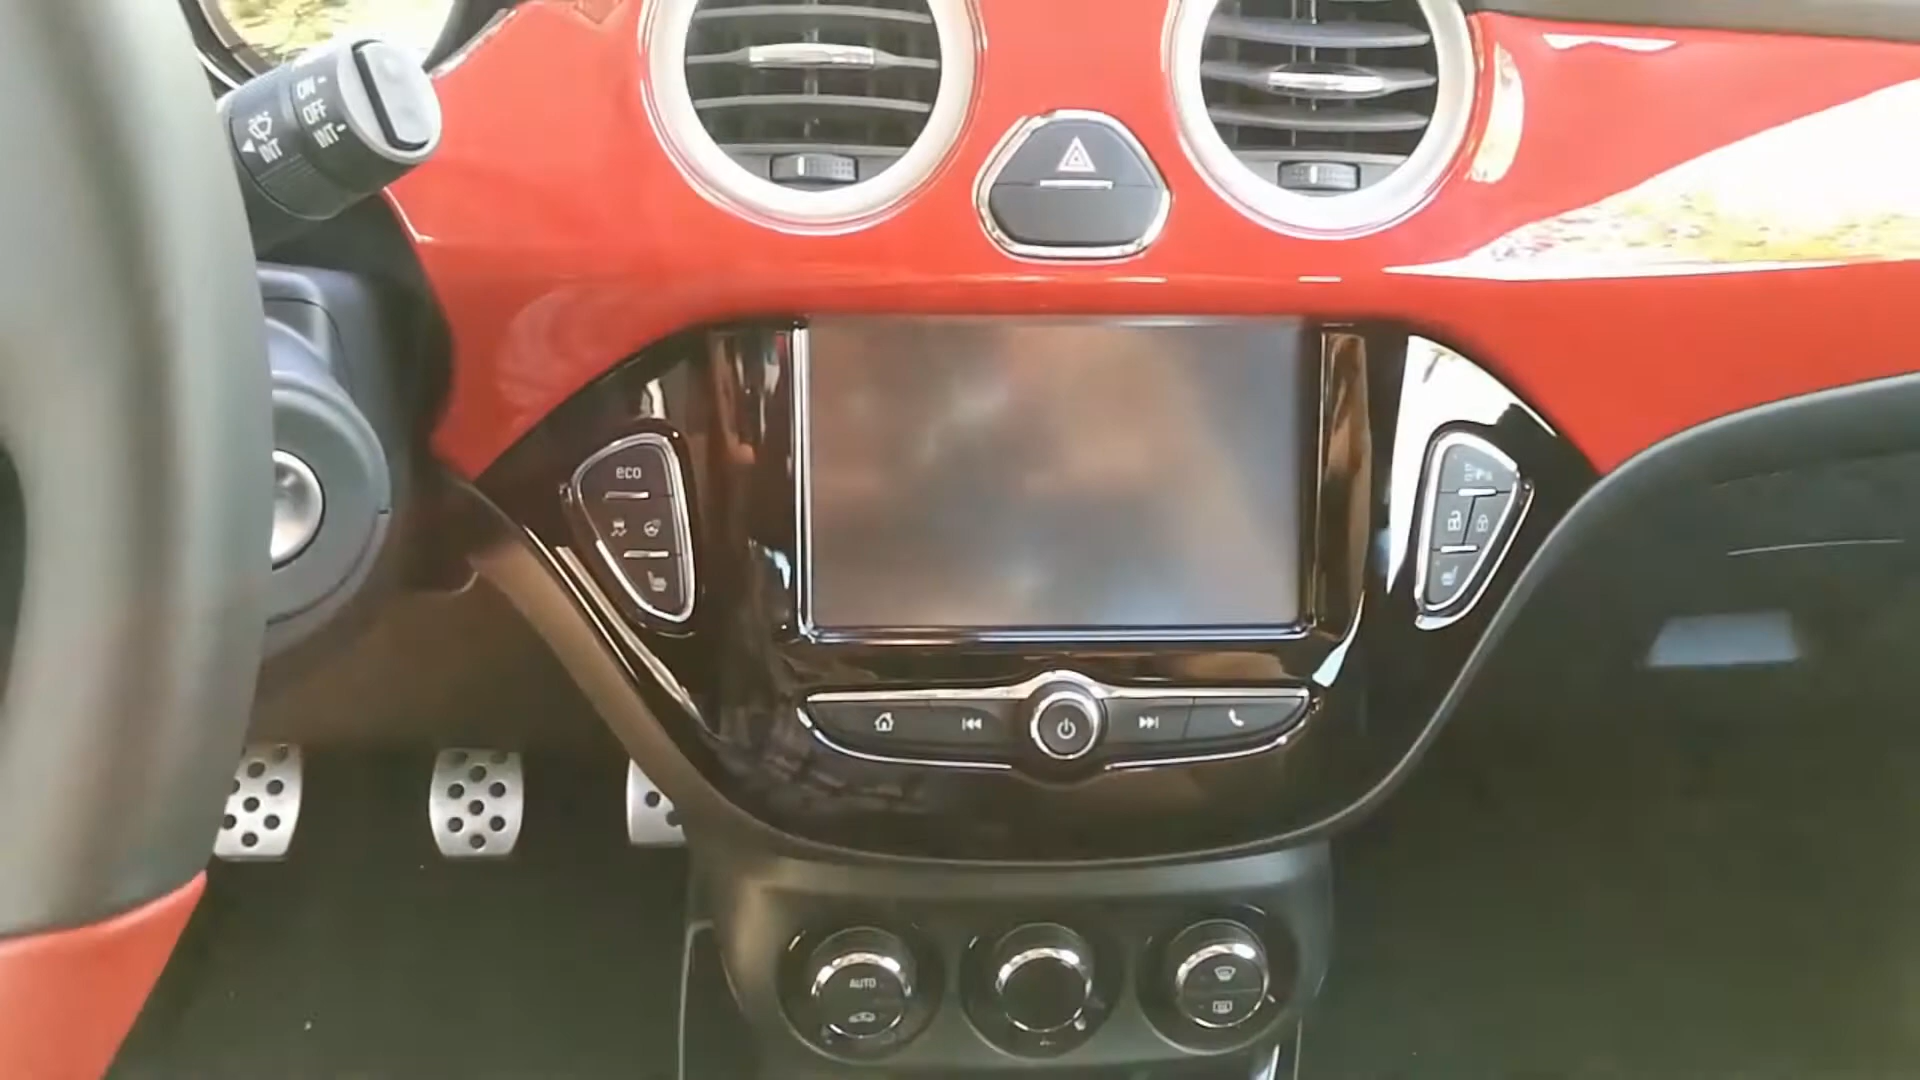 ON
OFF
INT
INT
eco
AUTO